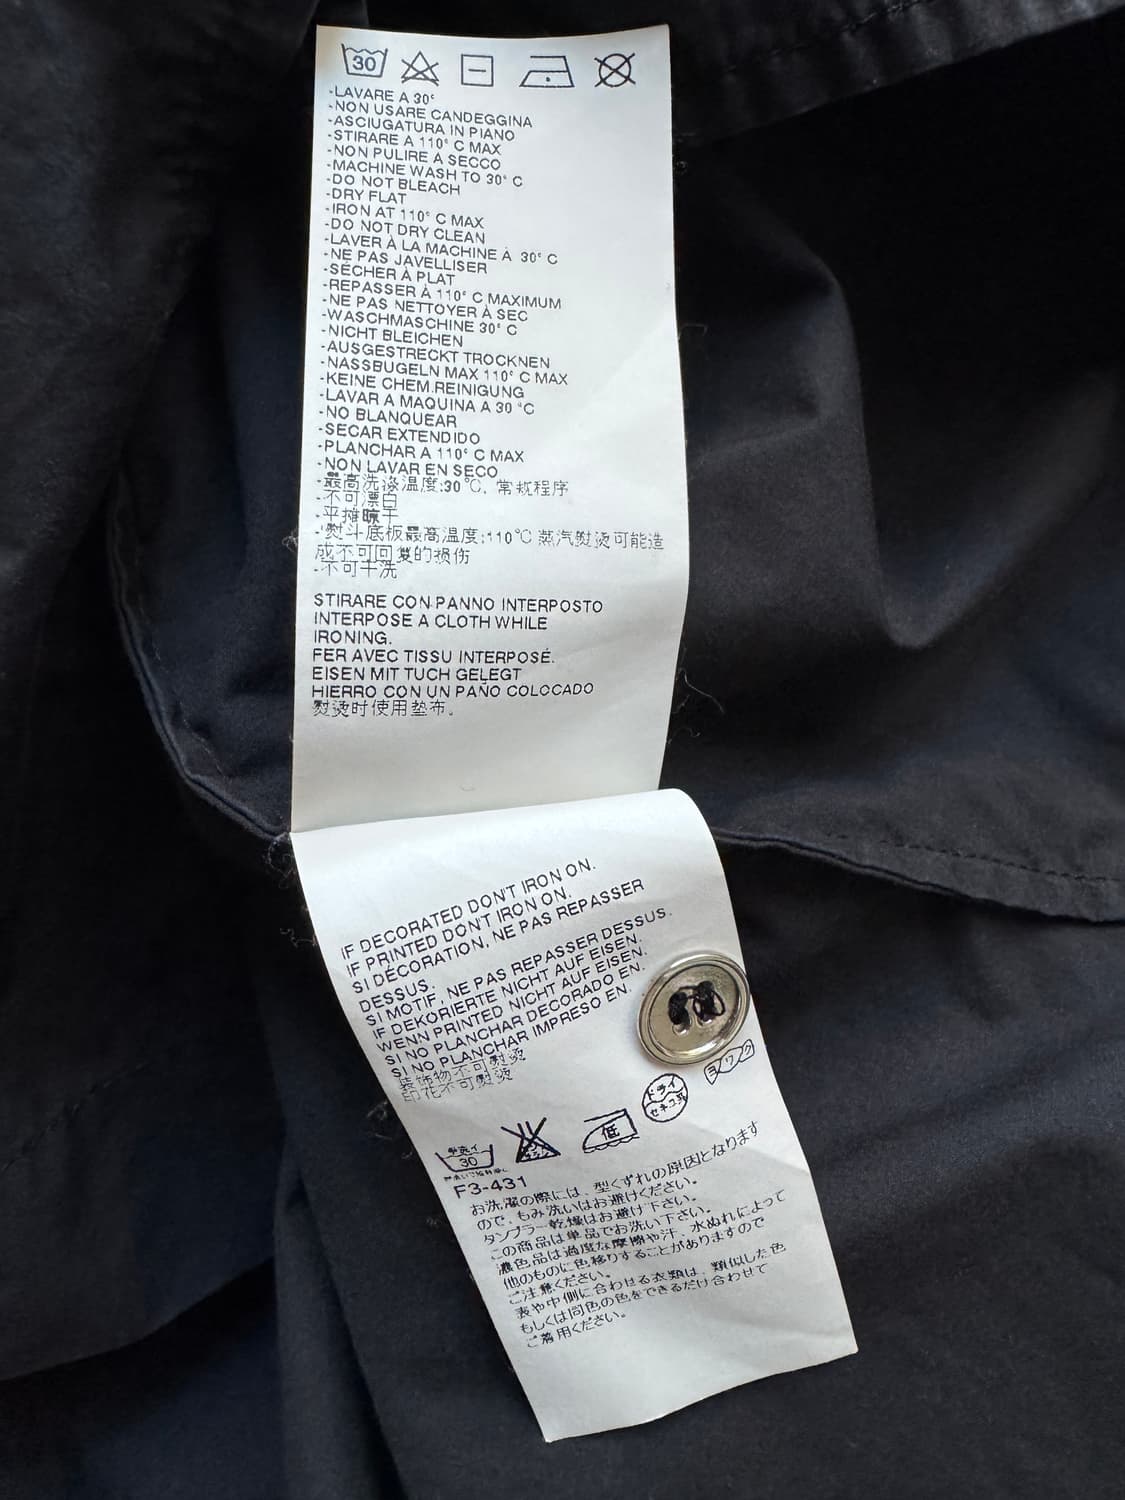 30
-LAVARE A 30°
-NON USARE CANDEGGINA
-ASCIUGATURA IN PIANO
-STIRARE A 110° C MAX
-NON PULIRE A SECCO
-MACHINE WASH TO 30° C
-DO NOT BLEACH
-DRY FLAT
-IRON AT 110° C MAX
-DO NOT DRY CLEAN
-LAVER À LA MACHINE À 30° C
-NE PAS JAVELLISER
-SÉCHER À PLAT
-REPASSER À 110° C MAXIMUM
-NE PAS NETTOYER À SEC
-WASCHMASCHINE 30° C
-NICHT BLEICHEN
-AUSGESTRECKT TROCKNEN
-NASSBUGELN MAX 110° C MAX
-KEINE CHEM.REINIGUNG
-LAVAR A MAQUINA A 30 °C
-NO BLANQUEAR
-SECAR EXTENDIDO
-PLANCHAR A 110° C MAX
-NON LAVAR EN SECO
-最高洗涤温度:30℃, 常规程序
-不可漂白
-平摊晾干
-熨斗底板最高温度:110℃ 蒸汽熨烫可能造
成不可回复的损伤
-不可干洗
STIRARE CON PANNO INTERPOSTO
INTERPOSE A CLOTH WHILE
IRONING.
FER AVEC TISSU INTERPOSÉ.
EISEN MIT TUCH GELEGT
HIERRO CON UN PAÑO COLOCADO
熨烫时使用垫布。
IF DECORATED DON'T IRON ON.
IF PRINTED DON'T IRON ON.
SI DÉCORATION, NE PAS REPASSER
DESSUS.
SI MOTIF, NE PAS REPASSER DESSUS.
IF DEKORIERTE NICHT AUF EISEN.
WENN PRINTED NICHT AUF EISEN.
SI NO PLANCHAR DECORADO EN.
SI NO PLANCHAR IMPRESO EN.
装饰物不可熨烫
印花不可熨烫
手洗イ
30
低
ドライ
セキユ系
ヨワク
F3-431
お洗濯の際には、型くずれの原因となります
ので、もみ洗いはお避けください。
タンブラー乾燥はお避け下さい。
この商品は単品でお洗い下さい。
濃色品は過度な摩擦や汗、水ぬれによって
他のものに色移りすることがありますので
ご注意ください。
表や中側に合わせる衣類は、類似した色
もしくは同色の色をできるだけ合わせて
ご着用ください。